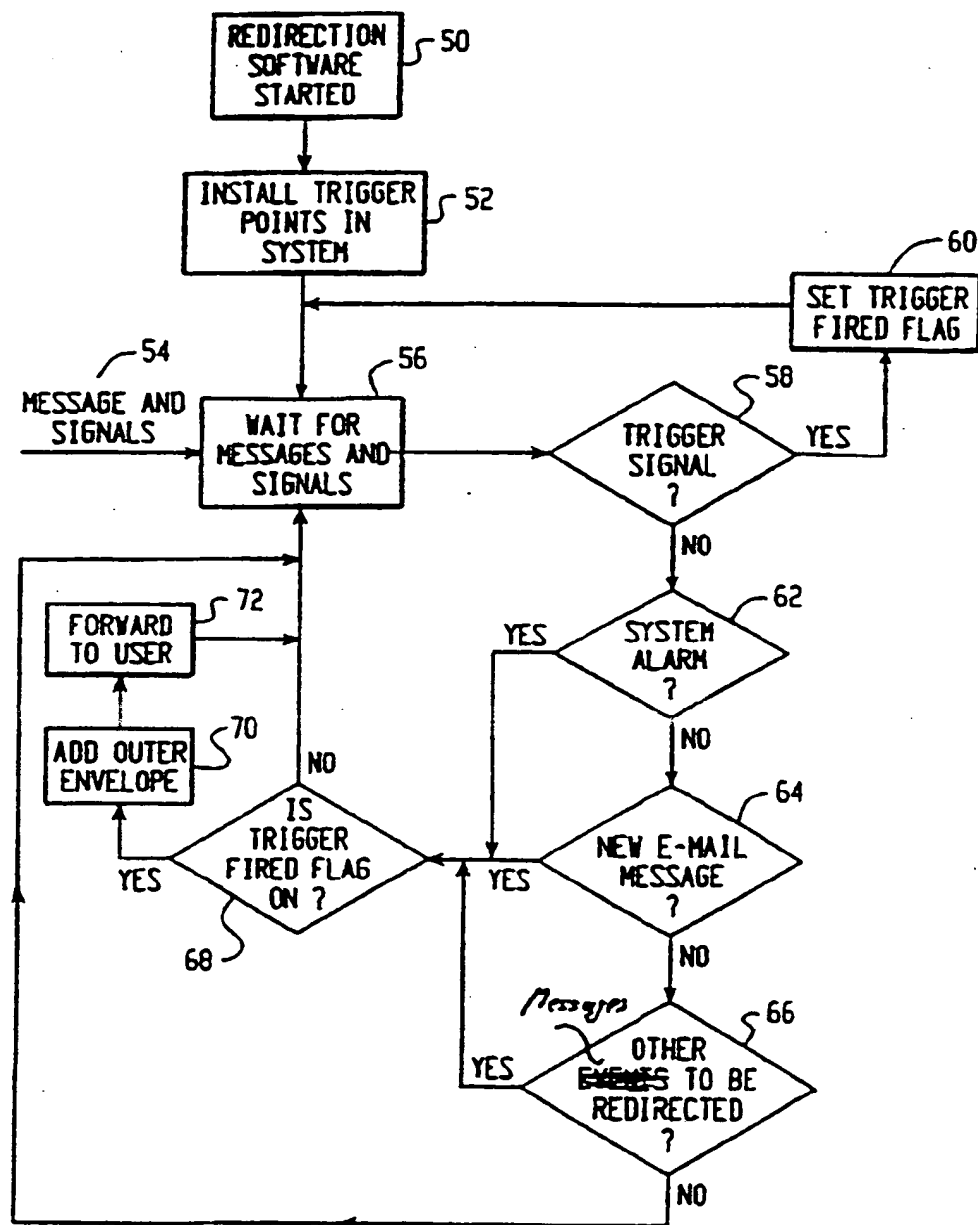 REDIRECTION
SOFTWARE
STARTED
50
INSTALL TRIGGER
POINTS IN
SYSTEM
52
60
SET TRIGGER
FIRED FLAG
54
MESSAGE AND
SIGNALS
56
WAIT FOR
MESSAGES AND
SIGNALS
58
TRIGGER
SIGNAL
?
YES
NO
62
SYSTEM
ALARM
?
YES
NO
72
FORWARD
TO USER
70
ADD OUTER
ENVELOPE
NO
IS
TRIGGER
FIRED FLAG
ON ?
YES
68
64
NEW E-MAIL
MESSAGE
?
YES
NO
Messages
66
OTHER
EVENTS TO BE
REDIRECTED
?
YES
NO